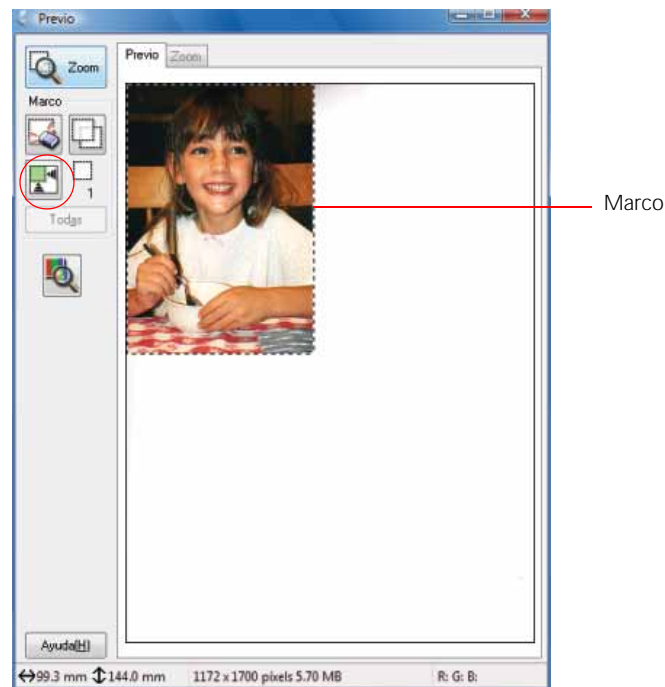 Previo
Zoom
Previo Zoom
Marco
1
Todas
Ayuda(H)
99.3 mm 144.0 mm 1172 x 1700 píxels 5.70 MB R: G: B:
Marco